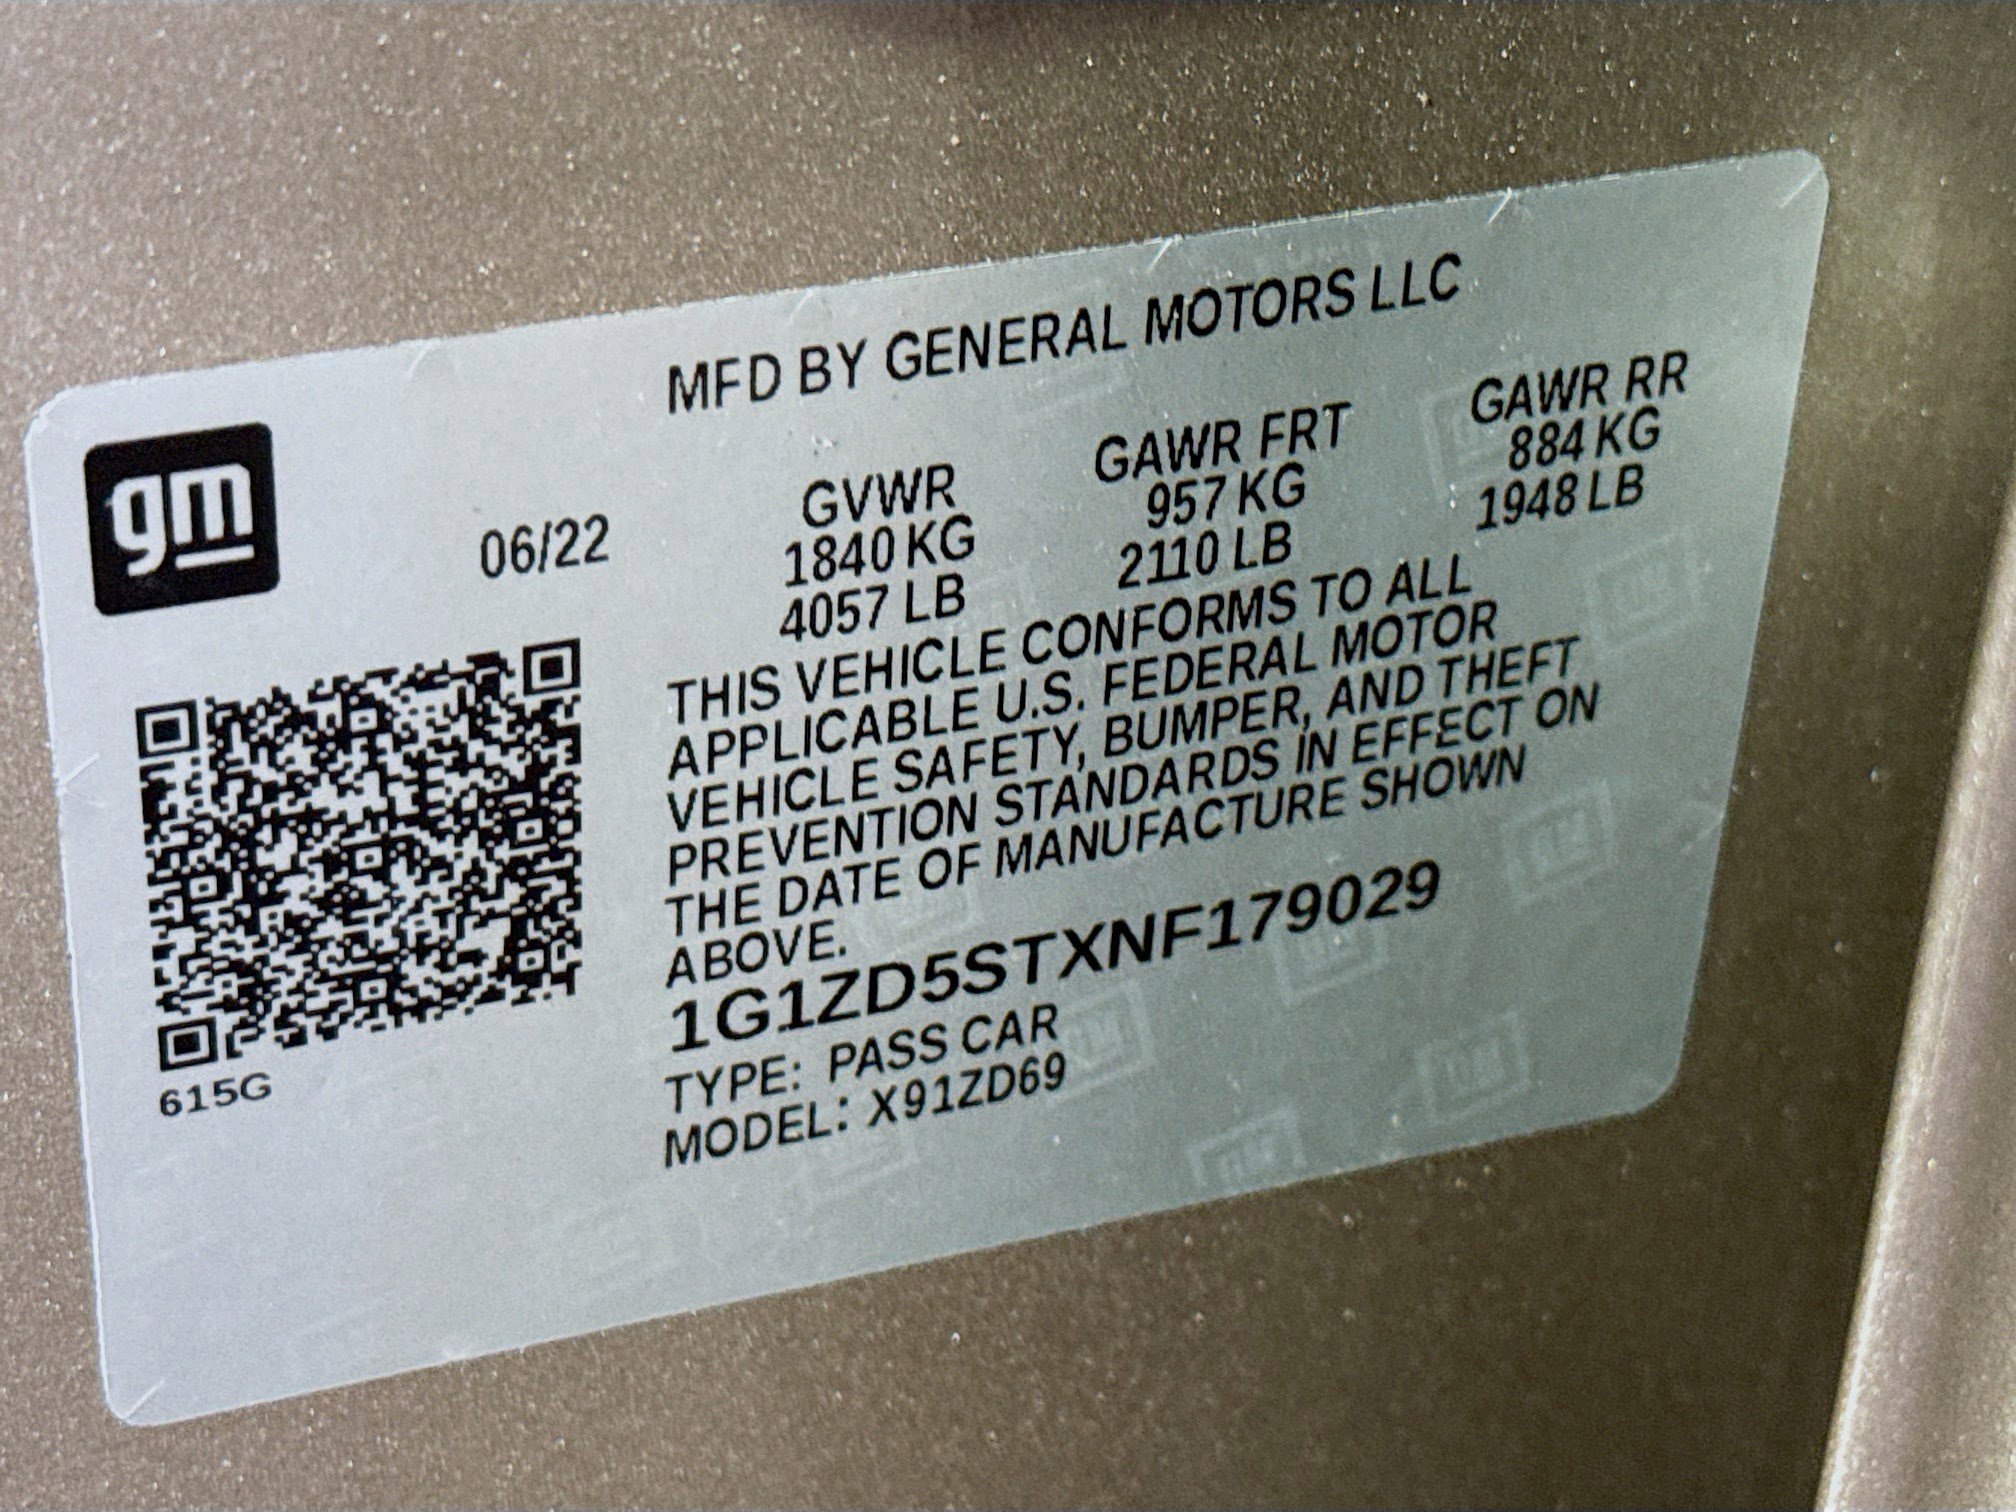 MFD BY GENERAL MOTORS LLC
gm
06/22
GVWR
1840 KG
4057 LB
GAWR FRT
957 KG
2110 LB
GAWR RR
884 KG
1948 LB
THIS VEHICLE CONFORMS TO ALL
APPLICABLE U.S. FEDERAL MOTOR
VEHICLE SAFETY, BUMPER, AND THEFT
PREVENTION STANDARDS IN EFFECT ON
THE DATE OF MANUFACTURE SHOWN
ABOVE.
1G1ZD5STXNF179029
TYPE: PASS CAR
MODEL: X91ZD69
615G